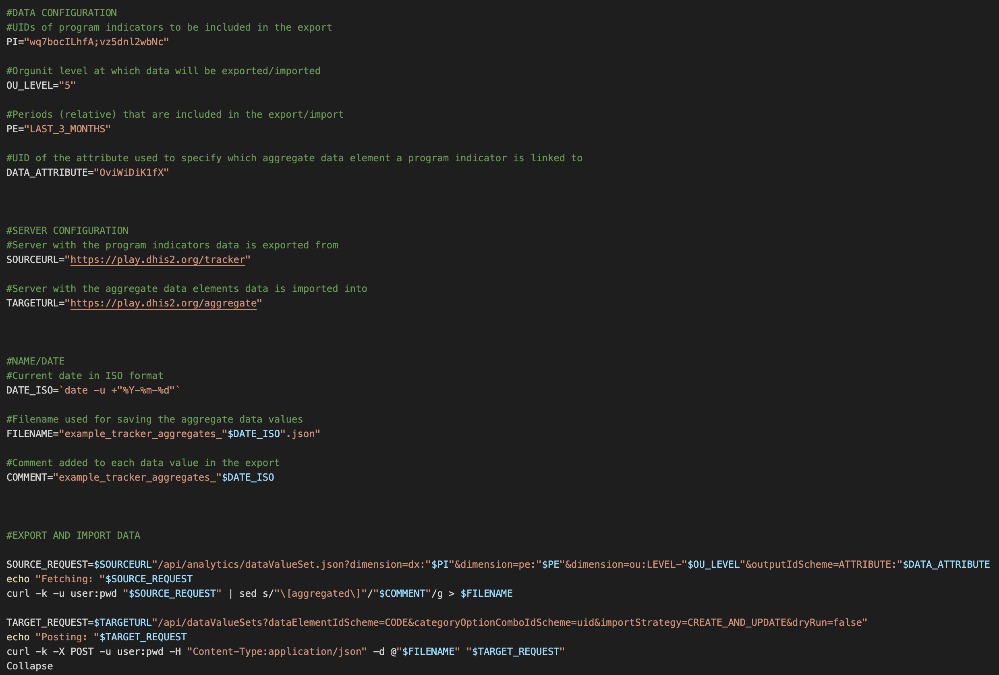 #DATA CONFIGURATION
#UIDs of program indicators to be included in the export
PI="wq7bocILhfA;vz5dnl2wbNc"
#Orgunit level at which data will be exported/imported
OU_LEVEL="5"
#Periods (relative) that are included in the export/import
PE="LAST_3_MONTHS"
#UID of the attribute used to specify which aggregate data element a program indicator is linked to
DATA_ATTRIBUTE="OviWiDiK1fX"
#SERVER CONFIGURATION
#Server with the program indicators data is exported from
SOURCEURL="https://play.dhis2.org/tracker"
#Server with the aggregate data elements data is imported into
TARGETURL="https://play.dhis2.org/aggregate"
#NAME/DATE
#Current date in ISO format
DATE_ISO=`date -u +"%Y-%m-%d"`
#Filename used for saving the aggregate data values
FILENAME="example_tracker_aggregates_"$DATE_ISO".json"
#Comment added to each data value in the export
COMMENT="example_tracker_aggregates_"$DATE_ISO
#EXPORT AND IMPORT DATA
SOURCE_REQUEST=$SOURCEURL"/api/analytics/dataValueSet.json?dimension=dx:"$PI"&dimension=pe:"$PE"&dimension=ou:LEVEL-"$OU_LEVEL"&outputIdScheme=ATTRIBUTE:"$DATA_ATTRIBUTE
echo "Fetching: "$SOURCE_REQUEST
curl -k -u user:pwd "$SOURCE_REQUEST" | sed s/"\[aggregated\]"/"$COMMENT"/g > $FILENAME
TARGET_REQUEST=$TARGETURL"/api/dataValueSets?dataElementIdScheme=CODE&categoryOptionComboIdScheme=uid&importStrategy=CREATE_AND_UPDATE&dryRun=false"
echo "Posting: "$TARGET_REQUEST
curl -k -X POST -u user:pwd -H "Content-Type:application/json" -d @"$FILENAME" "$TARGET_REQUEST"
Collapse